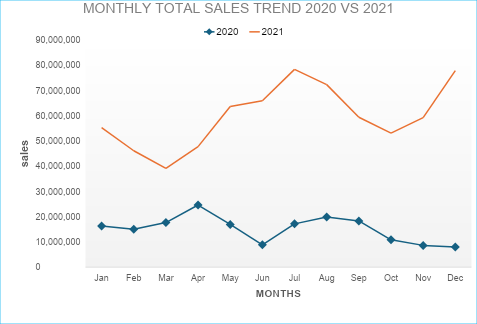 MONTHLY TOTAL SALES TREND 2020 VS 2021
2020 2021
90,000,000
80,000,000
70,000,000
60,000,000
50,000,000
40,000,000
30,000,000
20,000,000
10,000,000
0
sales
Jan Feb Mar Apr May Jun Jul Apr Sep Oct Nov Dec
MONTHS